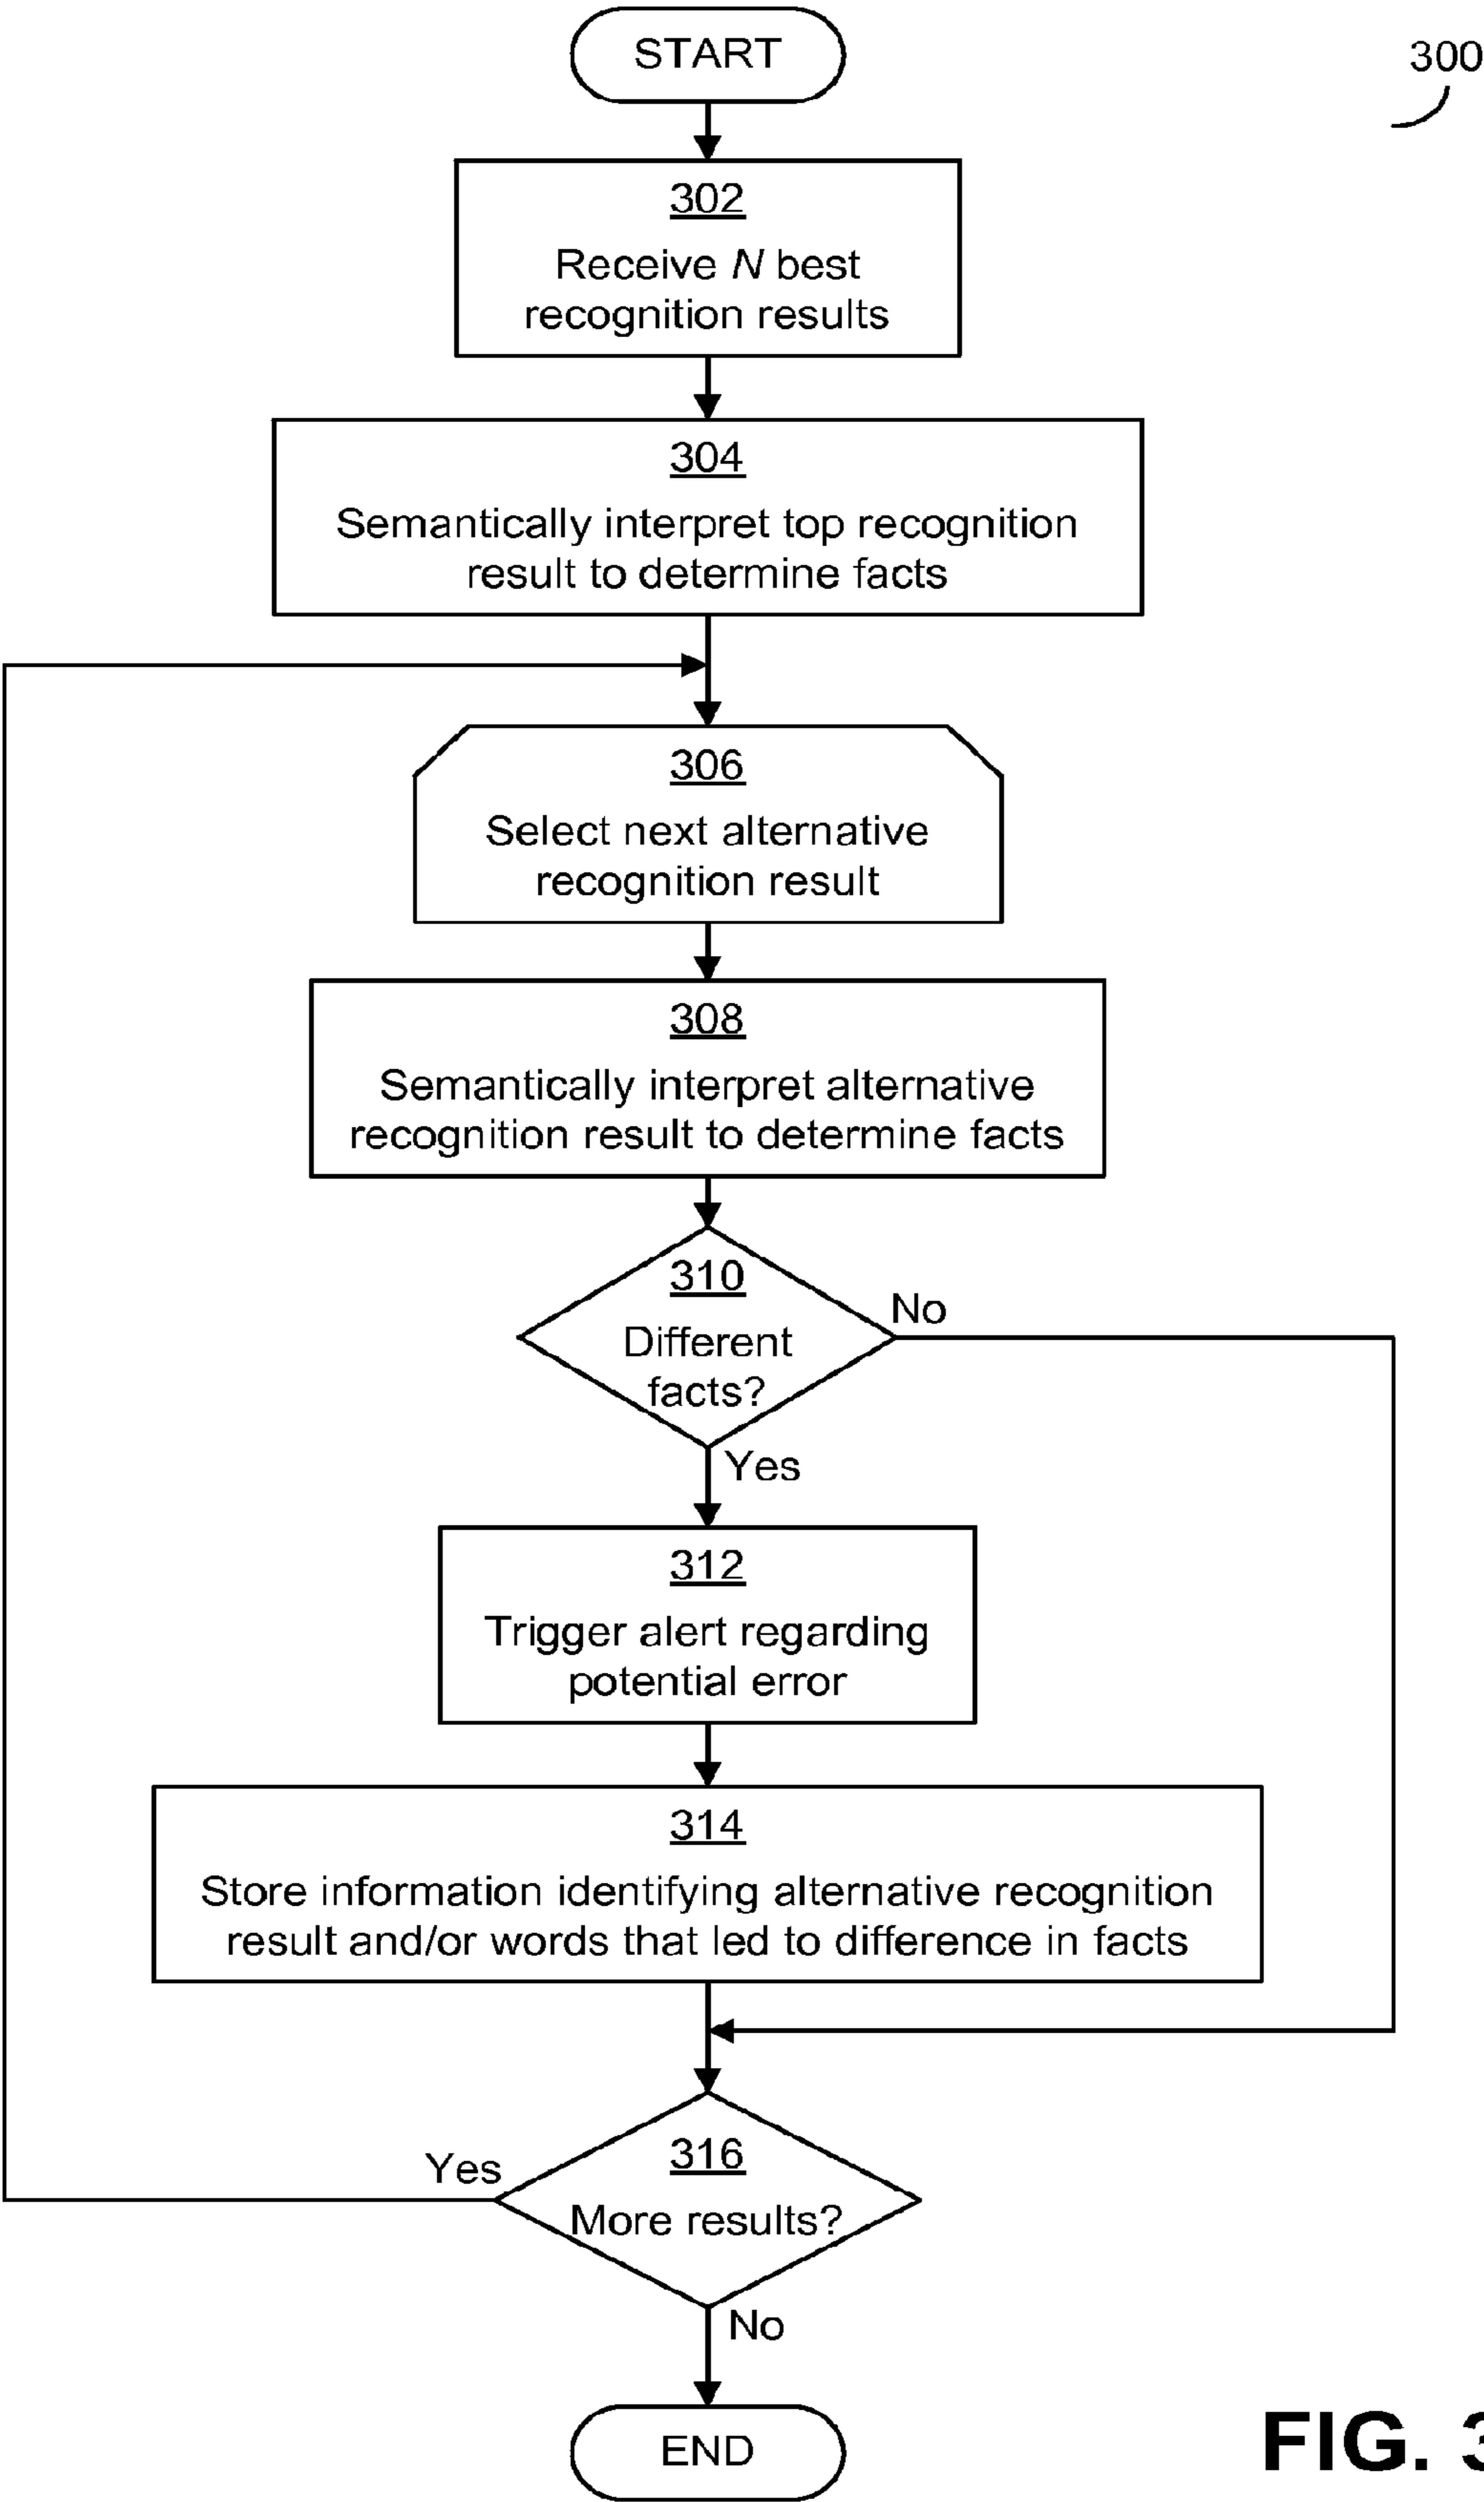 START
300
302
Receive N best
recognition results
304
Semantically interpret top recognition
result to determine facts
306
Select next alternative
recognition result
308
Semantically interpret alternative
recognition result to determine facts
310
Different
facts?
No
Yes
312
Trigger alert regarding
potential error
314
Store information identifying alternative recognition
result and/or words that led to difference in facts
316
More results?
Yes
No
END
FIG. 3